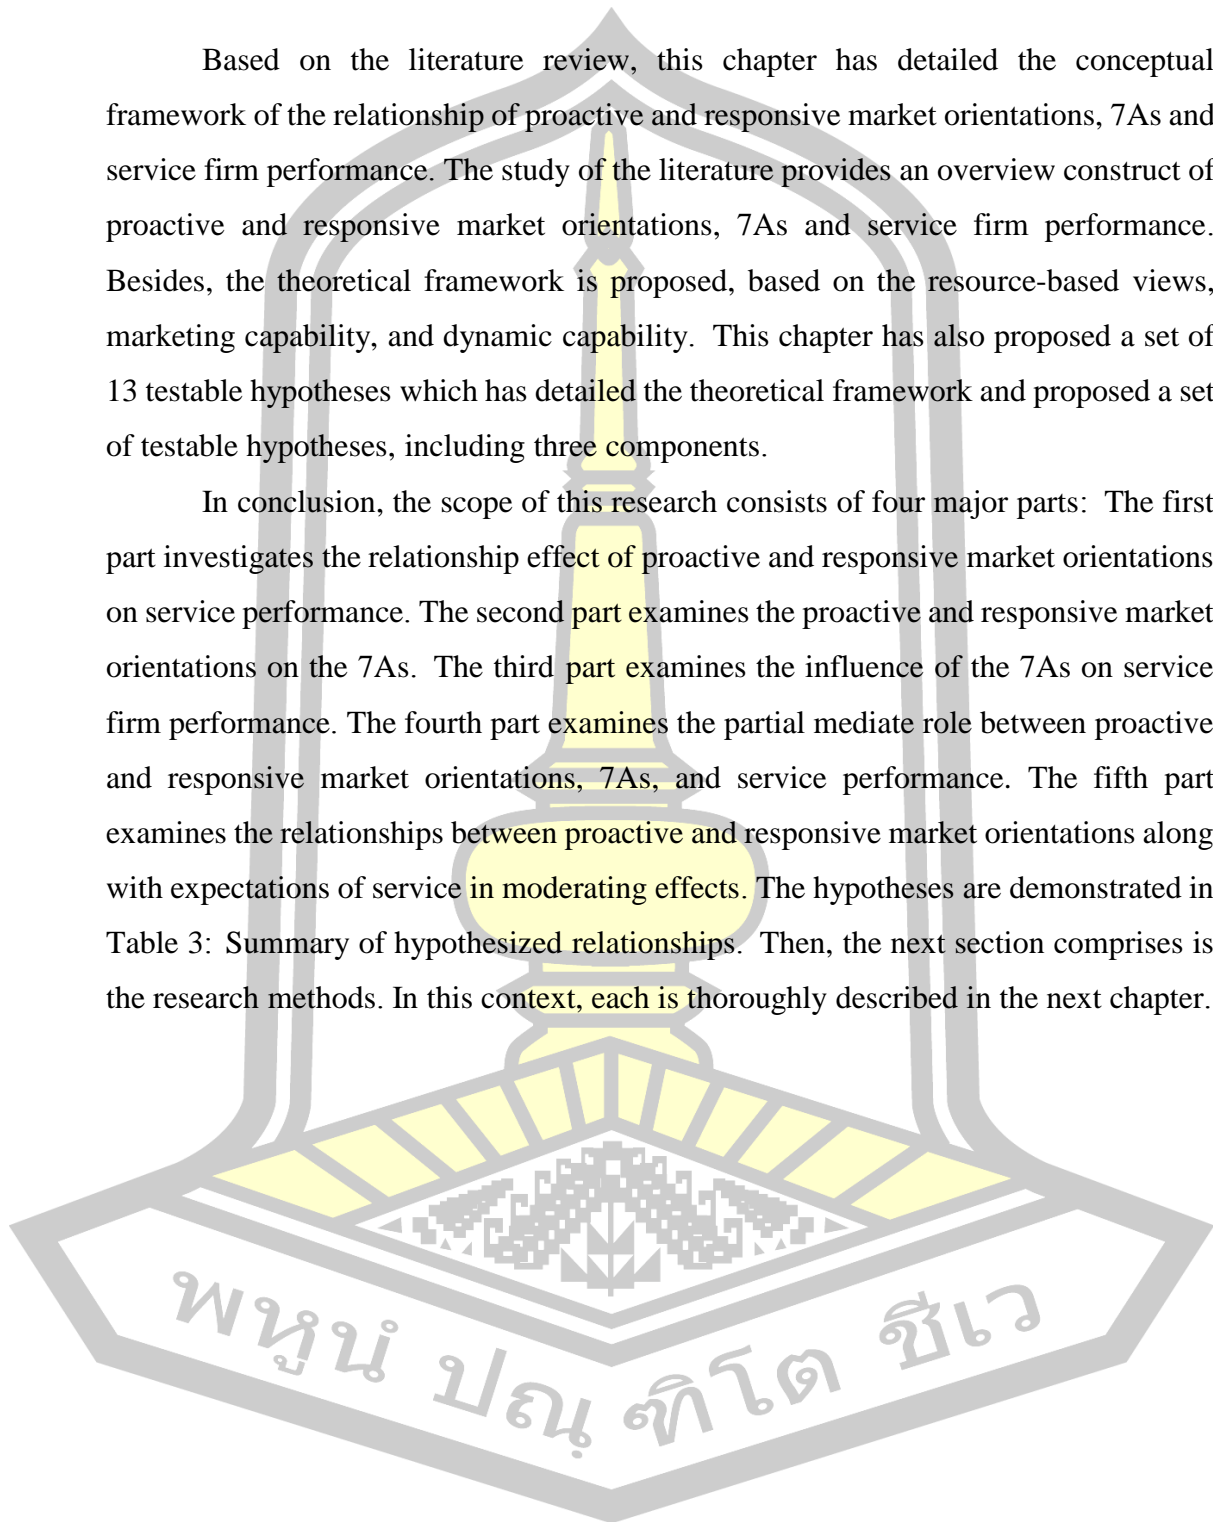 Based on the literature review, this chapter has detailed the conceptual
framework of the relationship of proactive and responsive market orientations, 7As and
service firm performance. The study of the literature provides an overview construct of
proactive and responsive market orientations, 7As and service firm performance.
Besides, the theoretical framework is proposed, based on the resource-based views,
marketing capability, and dynamic capability. This chapter has also proposed a set of
13 testable hypotheses which has detailed the theoretical framework and proposed a set
of testable hypotheses, including three components.
In conclusion, the scope of this research consists of four major parts: The first
part investigates the relationship effect of proactive and responsive market orientations
on service performance. The second part examines the proactive and responsive market
orientations on the 7As. The third part examines the influence of the 7As on service
firm performance. The fourth part examines the partial mediate role between proactive
and responsive market orientations, 7As, and service performance. The fifth part
examines the relationships between proactive and responsive market orientations along
with expectations of service in moderating effects. The hypotheses are demonstrated in
Table 3: Summary of hypothesized relationships. Then, the next section comprises is
the research methods. In this context, each is thoroughly described in the next chapter.
พหูนํ ปณฺ ฑิโต ชีเว